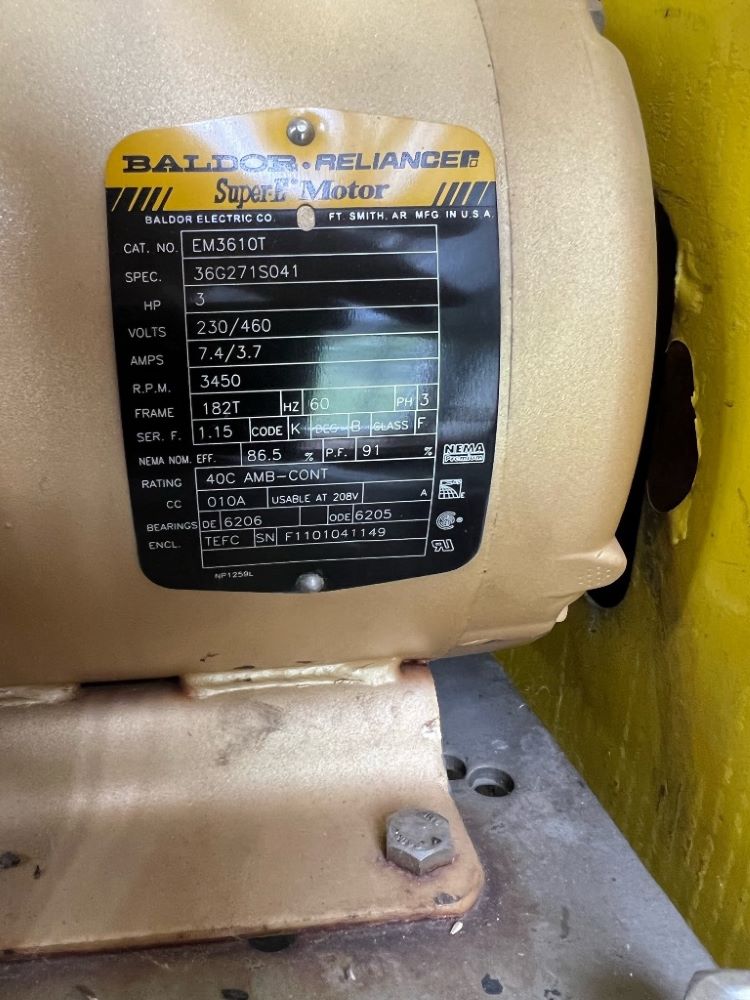 BALDOR • RELIANCER
Super-E® Motor
BALDOR ELECTRIC CO. FT. SMITH, AR MFG IN U.S.A.
CAT. NO. EM3610T
SPEC. 36G271S041
HP 3
VOLTS 230/460
AMPS 7.4/3.7
R.P.M. 3450
FRAME 182T HZ 60 PH 3
SER. F. 1.15 CODE K DES B CLASS F
NEMA NOM. EFF. 86.5 % P.F. 91 % NEMA Premium
RATING 40C AMB-CONT
CC 010A USABLE AT 208V A
BEARINGS DE 6206 ODE 6205
ENCL. TEFC SN F1101041149
NP1259L